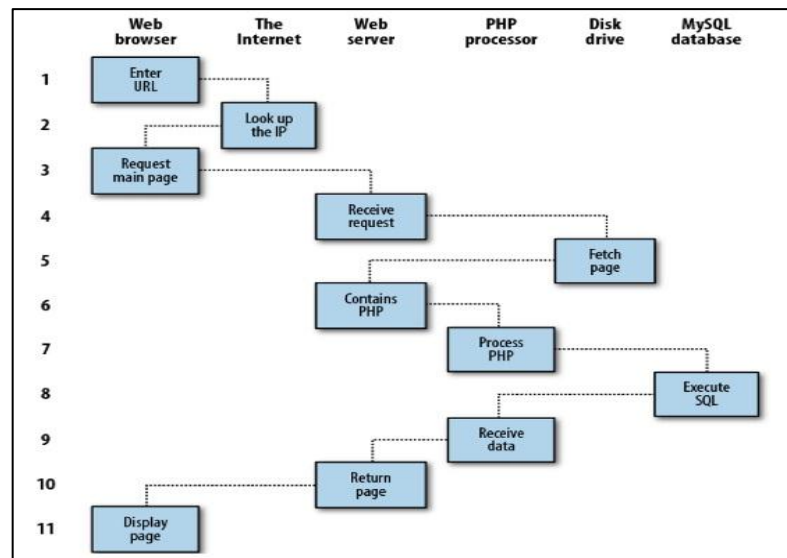 Web
browser
The
Internet
Web
server
PHP
processor
Disk
drive
MySQL
database
1
Enter
URL
2
Look up
the IP
3
Request
main page
4
Receive
request
5
Fetch
page
6
Contains
PHP
7
Process
PHP
8
Execute
SQL
9
Receive
data
10
Return
page
11
Display
page